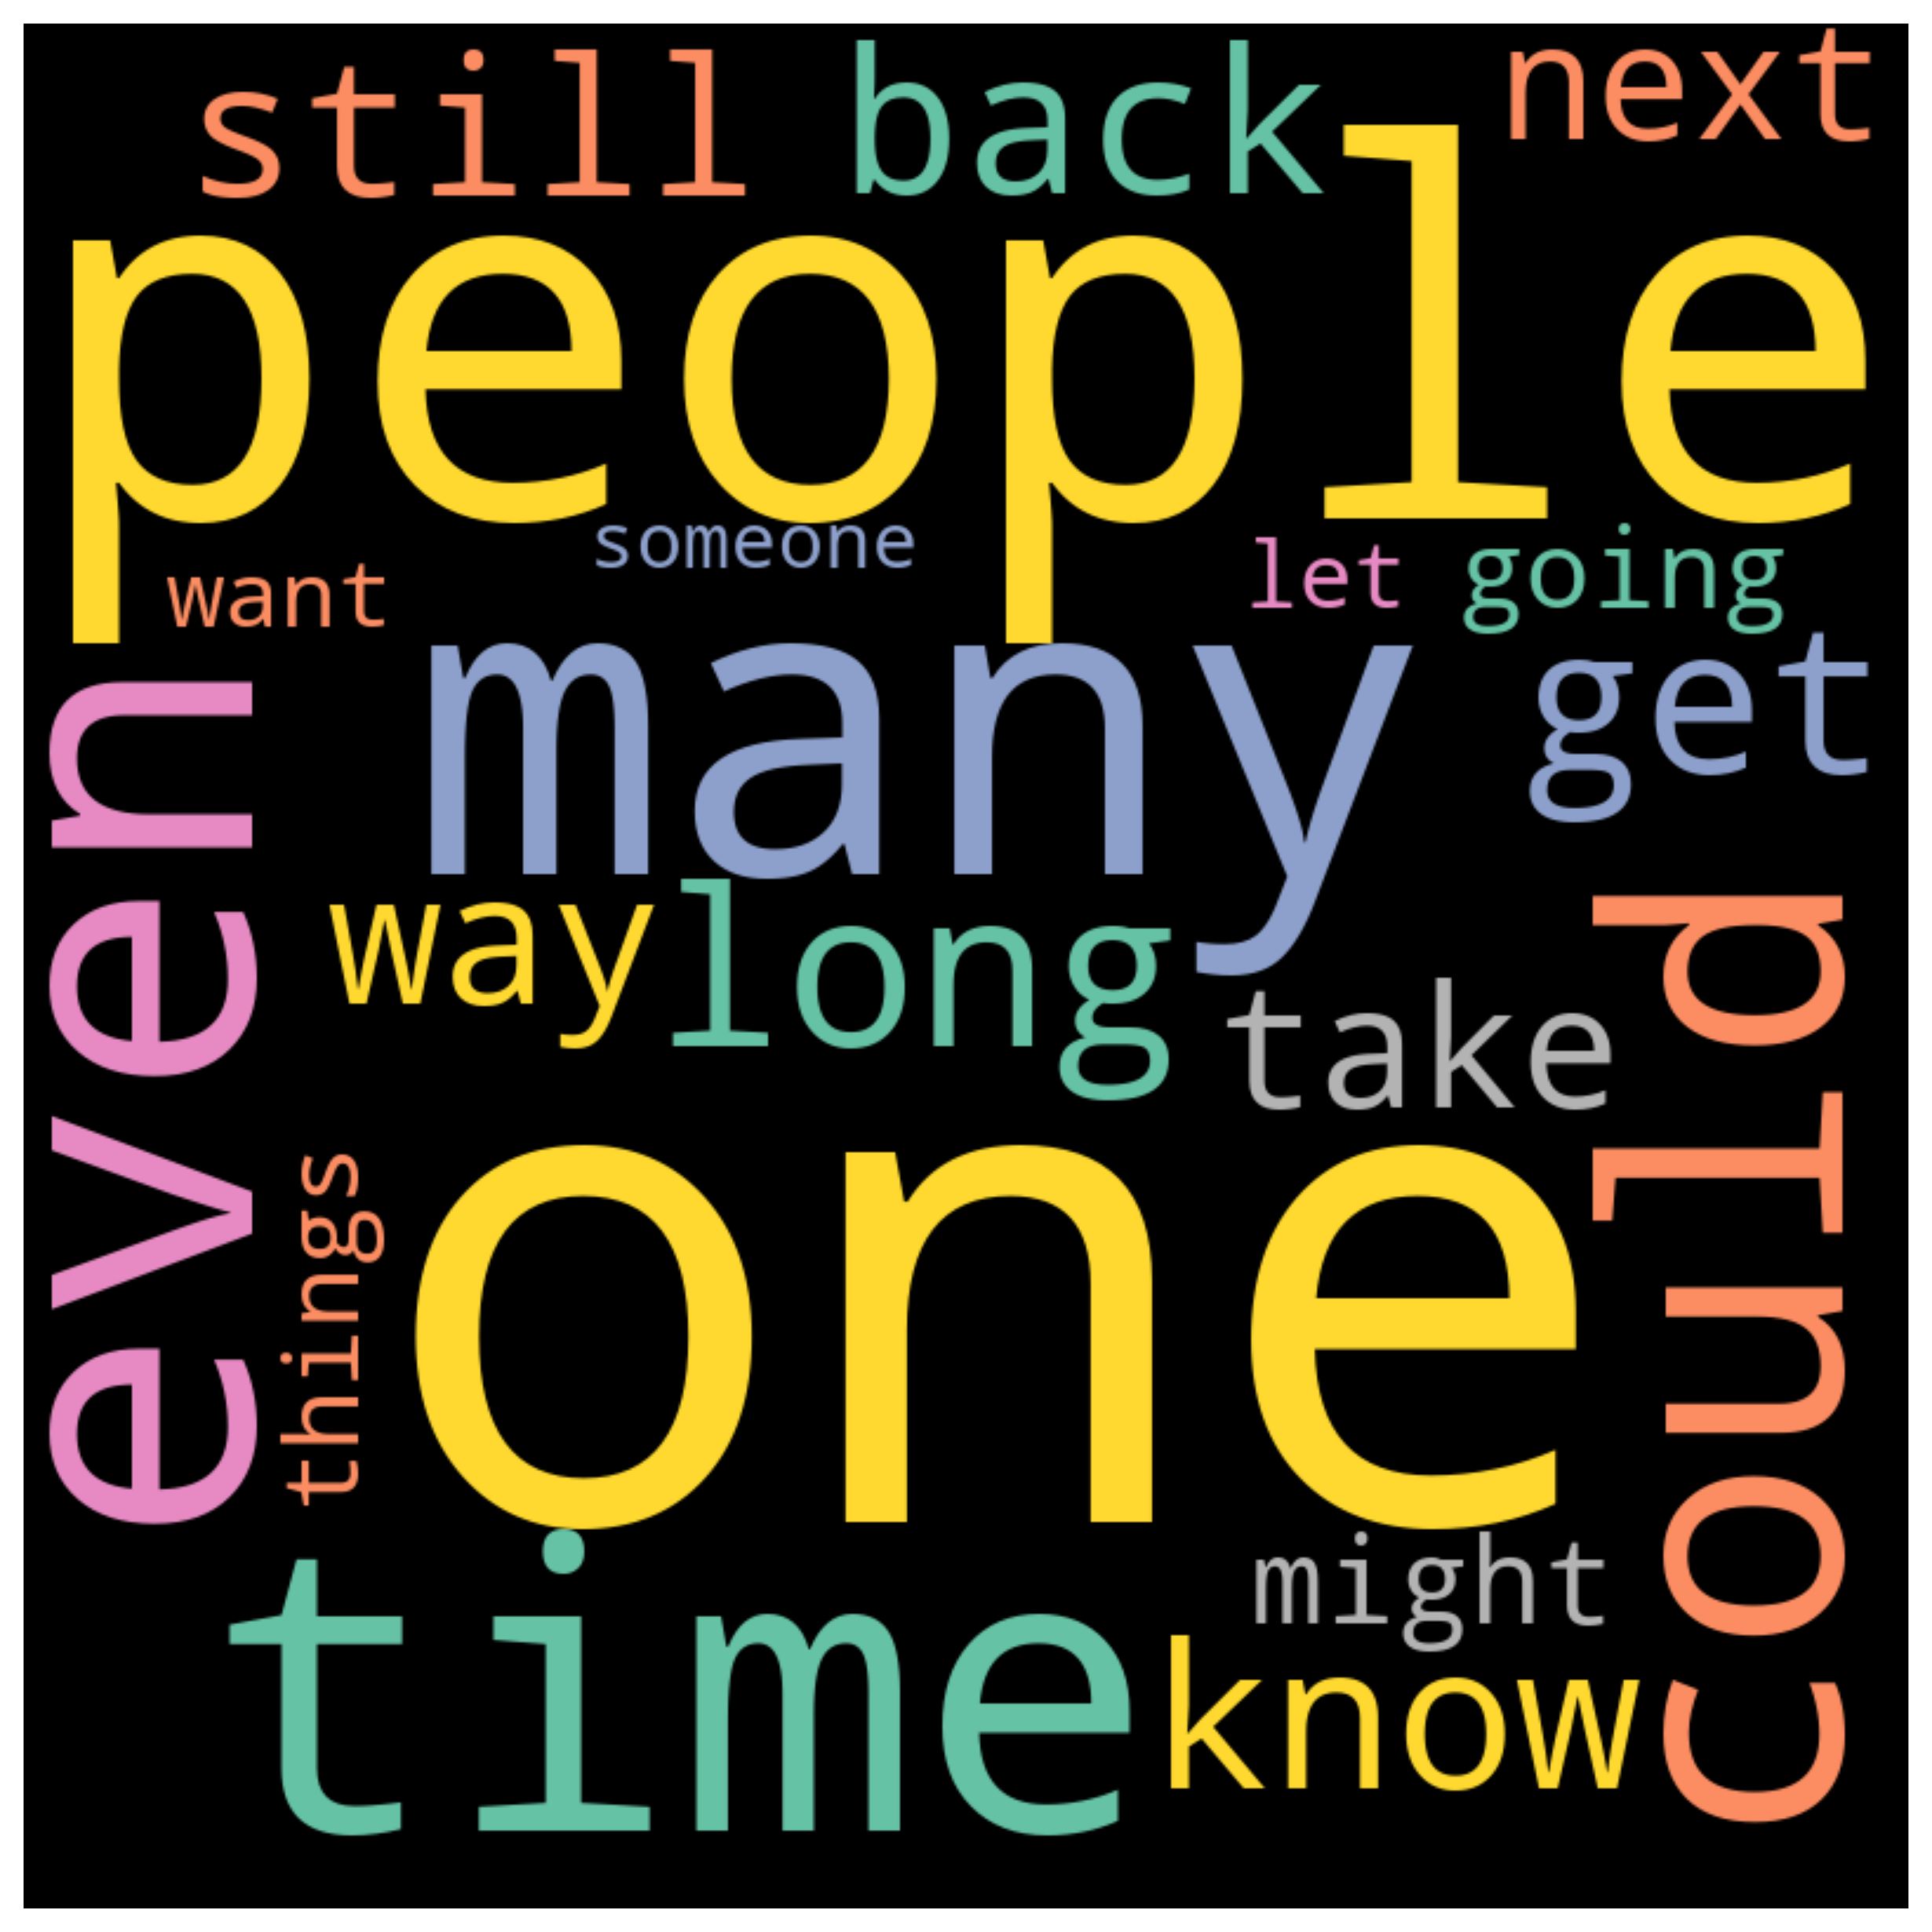 still back next
people
someone
want let going
many get
even
way long take
could
things
one
might
time know